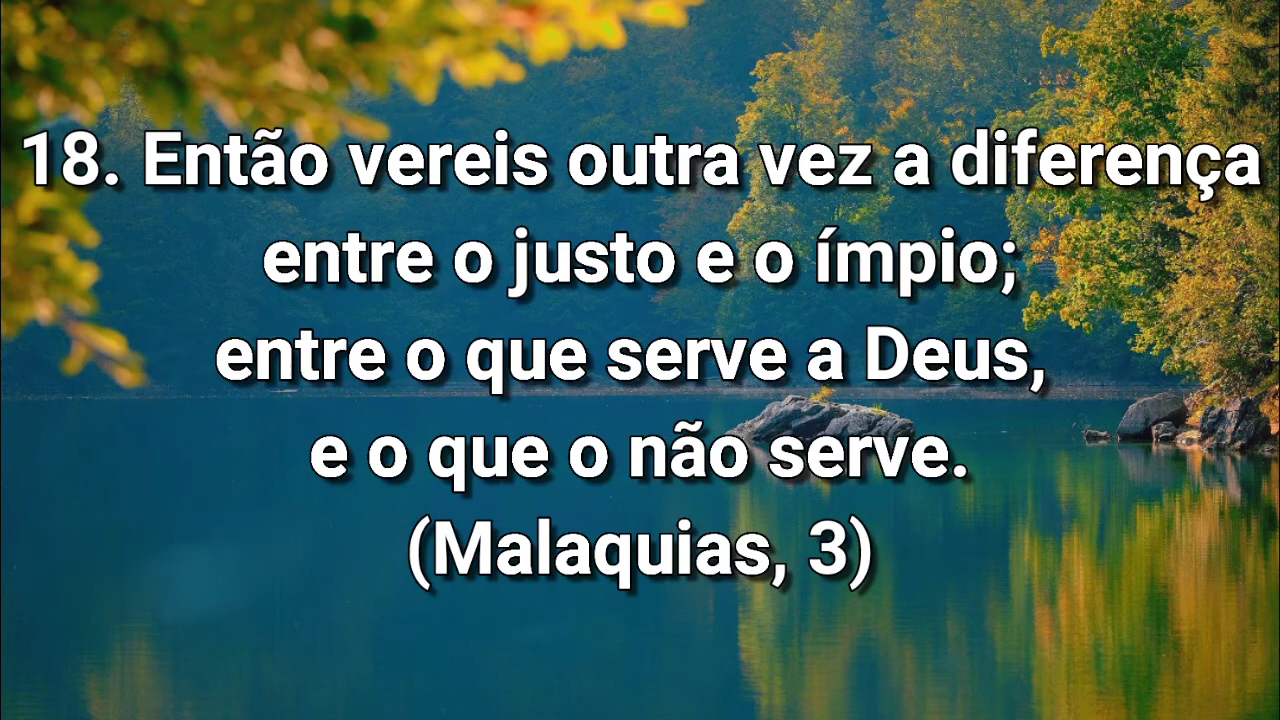 18. Então vereis outra vez a diferença
entre o justo e o ímpio;
entre o que serve a Deus,
e o que o não serve.
(Malaquias, 3)